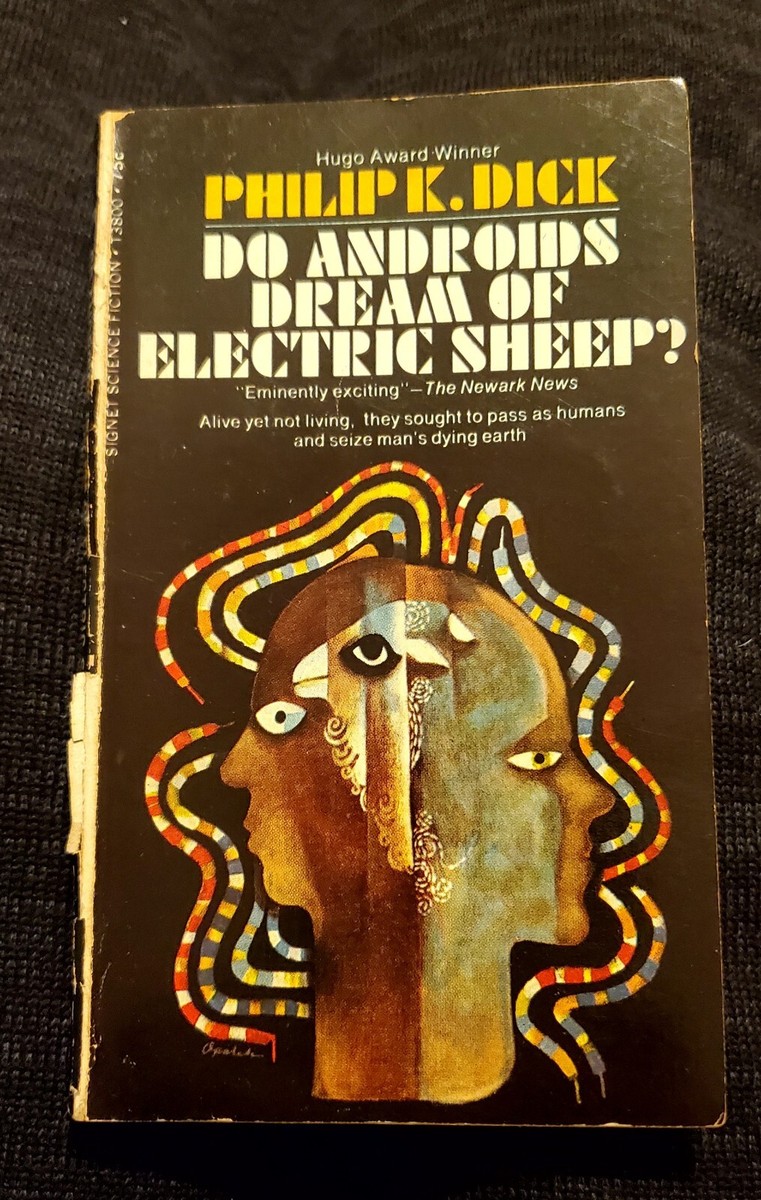 Hugo Award Winner
PHILIP K. DICK
DO ANDROIDS
DREAM OF
ELECTRIC SHEEP?
"Eminently exciting"—The Newark News
Alive yet not living, they sought to pass as humans
and seize man's dying earth
SIGNET SCIENCE FICTION • T3800 • 75c